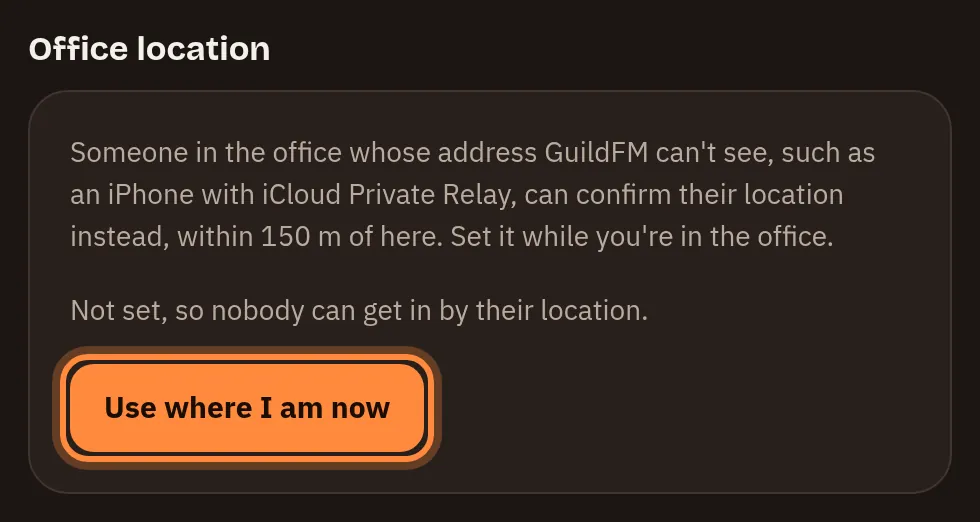 Office location
Someone in the office whose address GuildFM can't see, such as
an iPhone with iCloud Private Relay, can confirm their location
instead, within 150 m of here. Set it while you're in the office.
Not set, so nobody can get in by their location.
Use where I am now